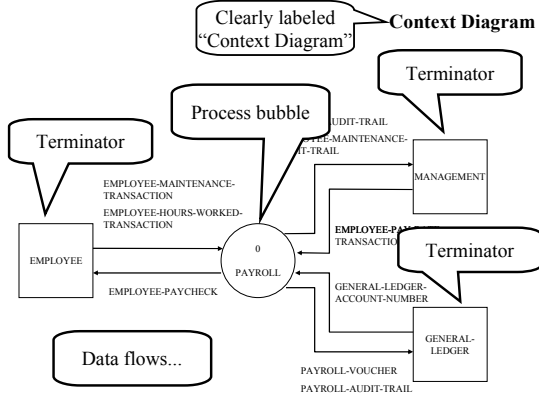 Clearly labeled
“Context Diagram”
Context Diagram
Terminator
Process bubble
AUDIT-TRAIL
Terminator
EMPLOYEE-MAINTENANCE-
TRANSACTION
EMPLOYEE-HOURS-WORKED-
TRANSACTION
MANAGEMENT
TRANSACTION
Terminator
EMPLOYEE
0
PAYROLL
EMPLOYEE-PAYCHECK
GENERAL-LEDGER-
ACCOUNT-NUMBER
GENERAL-
LEDGER
Data flows...
PAYROLL-VOUCHER
PAYROLL-AUDIT-TRAIL